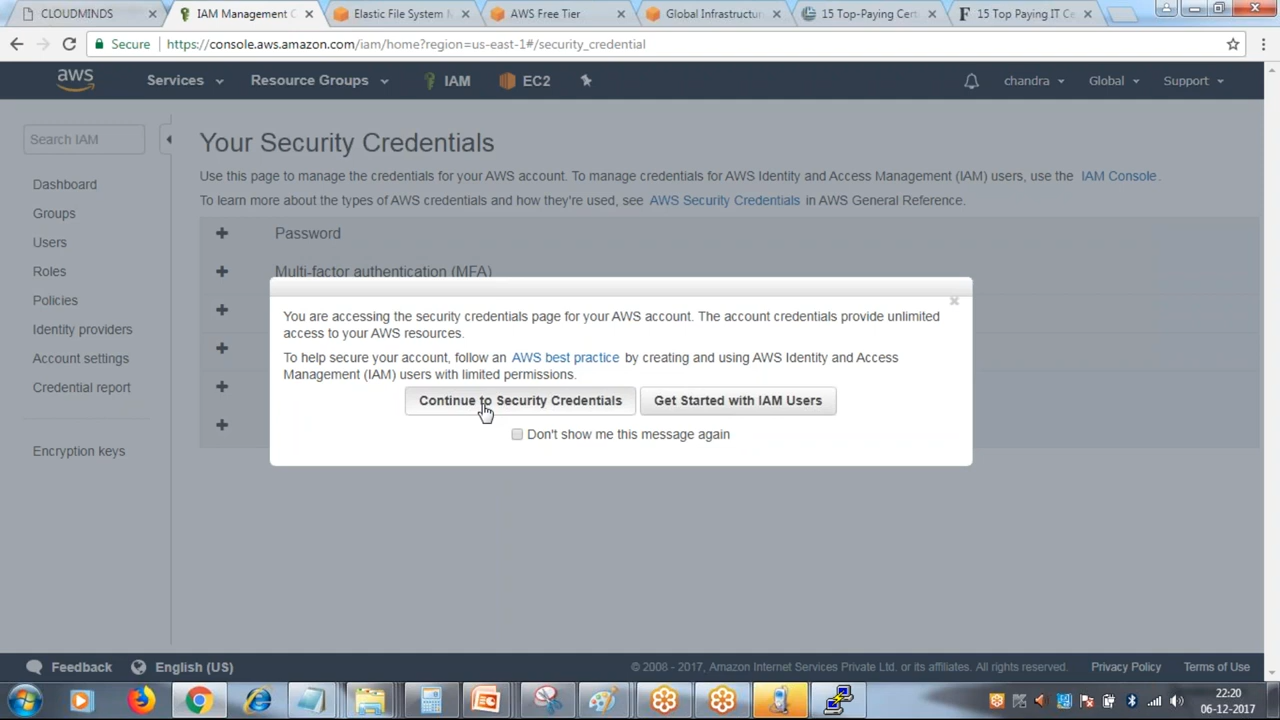 CLOUDMINDS
IAM Management C
Elastic File System M
AWS Free Tier
Global Infrastructure
15 Top-Paying Cert
15 Top Paying IT Ce
Secure
https://console.aws.amazon.com/iam/home?region=us-east-1#/security_credential
aws
Services
Resource Groups
IAM
EC2
chandra
Global
Support
Search IAM
Dashboard
Groups
Users
Roles
Policies
Identity providers
Account settings
Credential report
Encryption keys
Your Security Credentials
Use this page to manage the credentials for your AWS account. To manage credentials for AWS Identity and Access Management (IAM) users, use the IAM Console.
To learn more about the types of AWS credentials and how they're used, see AWS Security Credentials in AWS General Reference.
Password
Multi-factor authentication (MFA)
You are accessing the security credentials page for your AWS account. The account credentials provide unlimited
access to your AWS resources.
To help secure your account, follow an AWS best practice by creating and using AWS Identity and Access
Management (IAM) users with limited permissions.
Continue to Security Credentials
Get Started with IAM Users
Don't show me this message again
Feedback
English (US)
© 2008 - 2017, Amazon Internet Services Private Ltd. or its affiliates. All rights reserved.
Privacy Policy
Terms of Use
22:20
06-12-2017